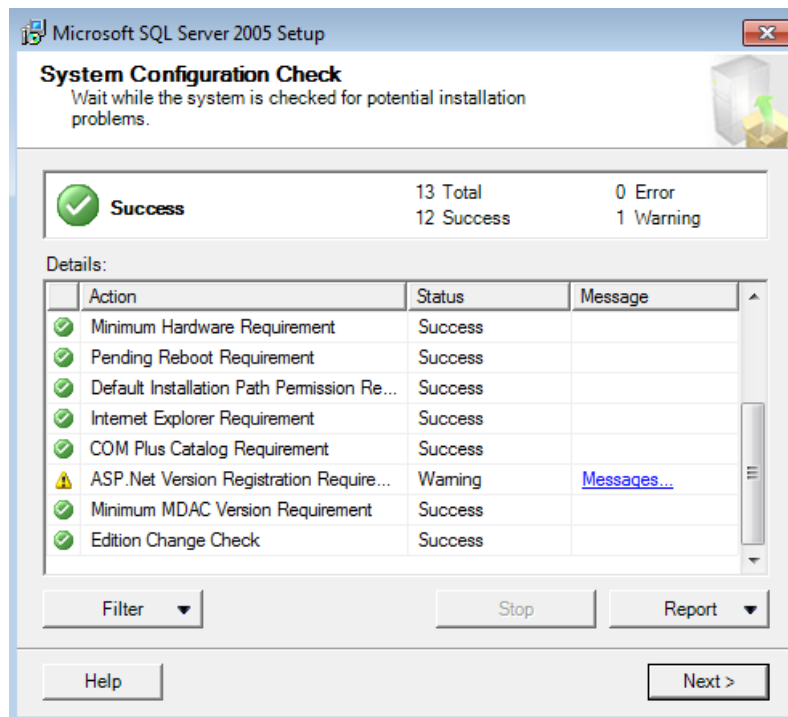 Microsoft SQL Server 2005 Setup
System Configuration Check
Wait while the system is checked for potential installation
problems.
Success
13 Total
0 Error
12 Success
1 Warning
Details:
Action Status Message
Minimum Hardware Requirement Success
Pending Reboot Requirement Success
Default Installation Path Permission Re... Success
Internet Explorer Requirement Success
COM Plus Catalog Requirement Success
ASP.Net Version Registration Require... Warning Messages...
Minimum MDAC Version Requirement Success
Edition Change Check Success
Filter Stop Report
Help Next >